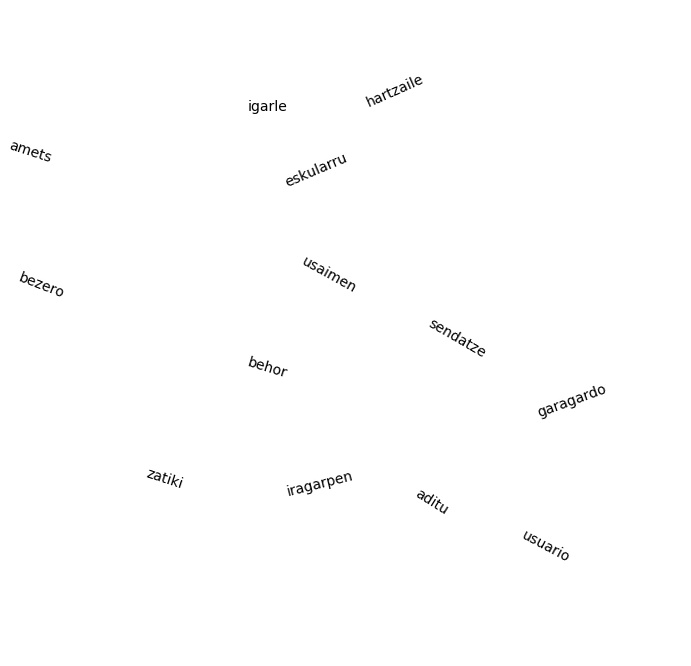 hartzaile
igarle
amets
eskularru
usaimen
bezero
sendatze
behor
garagardo
zatiki
iragarpen
aditu
usuario